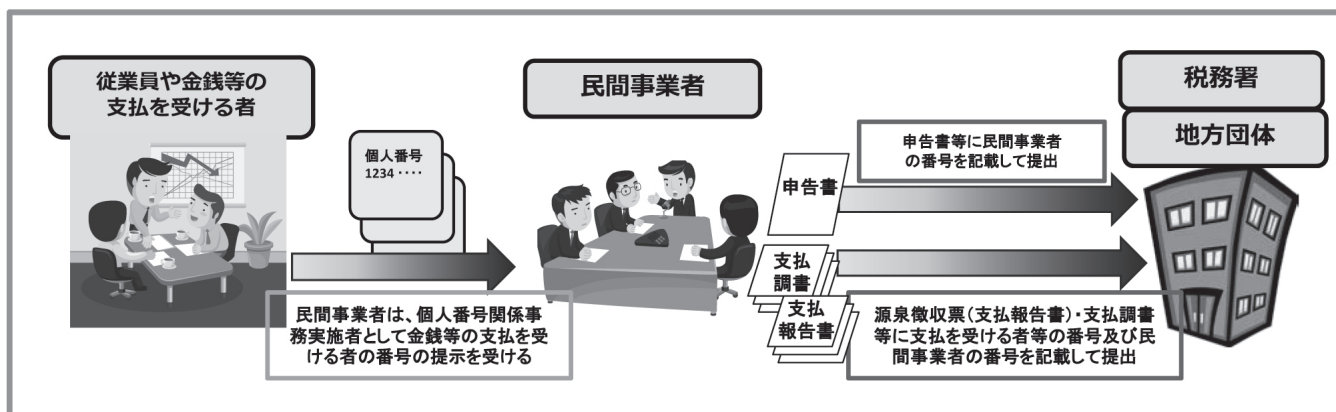 従業員や金銭等の
支払を受ける者
個人番号
1234 ‥‥
民間事業者は、個人番号関係事
務実施者として金銭等の支払を受
ける者の番号の提示を受ける
民間事業者
申告書
支払
調書
支払
報告書
申告書等に民間事業者
の番号を記載して提出
源泉徴収票(支払報告書)・支払調書
等に支払を受ける者等の番号及び民
間事業者の番号を記載して提出
税務署
地方団体